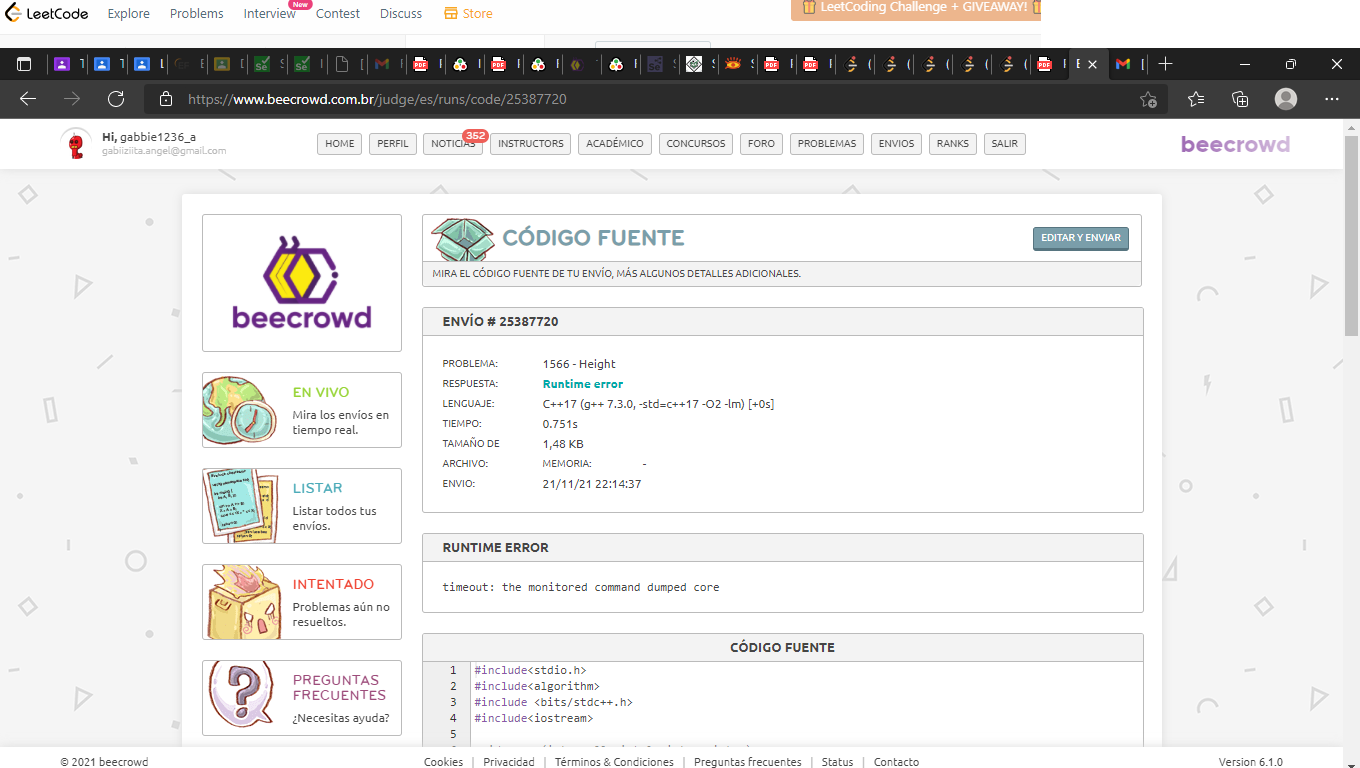 LeetCode Explore Problems Interview New Contest Discuss Store
LeetCoding Challenge + GIVEAWAY!
https://www.beecrowd.com.br/judge/es/runs/code/25387720
Hi, gabbie1236_a
gabiiziita.angel@gmail.com
HOME PERFIL NOTICIAS 352 INSTRUCTORS ACADÉMICO CONCURSOS FORO PROBLEMAS ENVIOS RANKS SALIR
beecrowd
beecrowd
CÓDIGO FUENTE
EDITAR Y ENVIAR
MIRA EL CÓDIGO FUENTE DE TU ENVÍO, MÁS ALGUNOS DETALLES ADICIONALES.
EN VIVO
Mira los envíos en
tiempo real.
LISTAR
Listar todos tus
envíos.
INTENTADO
Problemas aún no
resueltos.
PREGUNTAS
FRECUENTES
¿Necesitas ayuda?
ENVÍO # 25387720
PROBLEMA: 1566 - Height
RESPUESTA: Runtime error
LENGUAJE: C++17 (g++ 7.3.0, -std=c++17 -O2 -lm) [+0s]
TIEMPO: 0.751s
TAMAÑO DE 1,48 KB
ARCHIVO: MEMORIA: -
ENVIO: 21/11/21 22:14:37
RUNTIME ERROR
timeout: the monitored command dumped core
CÓDIGO FUENTE
1 #include<stdio.h>
2 #include<algorithm>
3 #include <bits/stdc++.h>
4 #include<iostream>
5
© 2021 beecrowd
Cookies | Privacidad | Términos & Condiciones | Preguntas frecuentes | Status | Contacto
Version 6.1.0